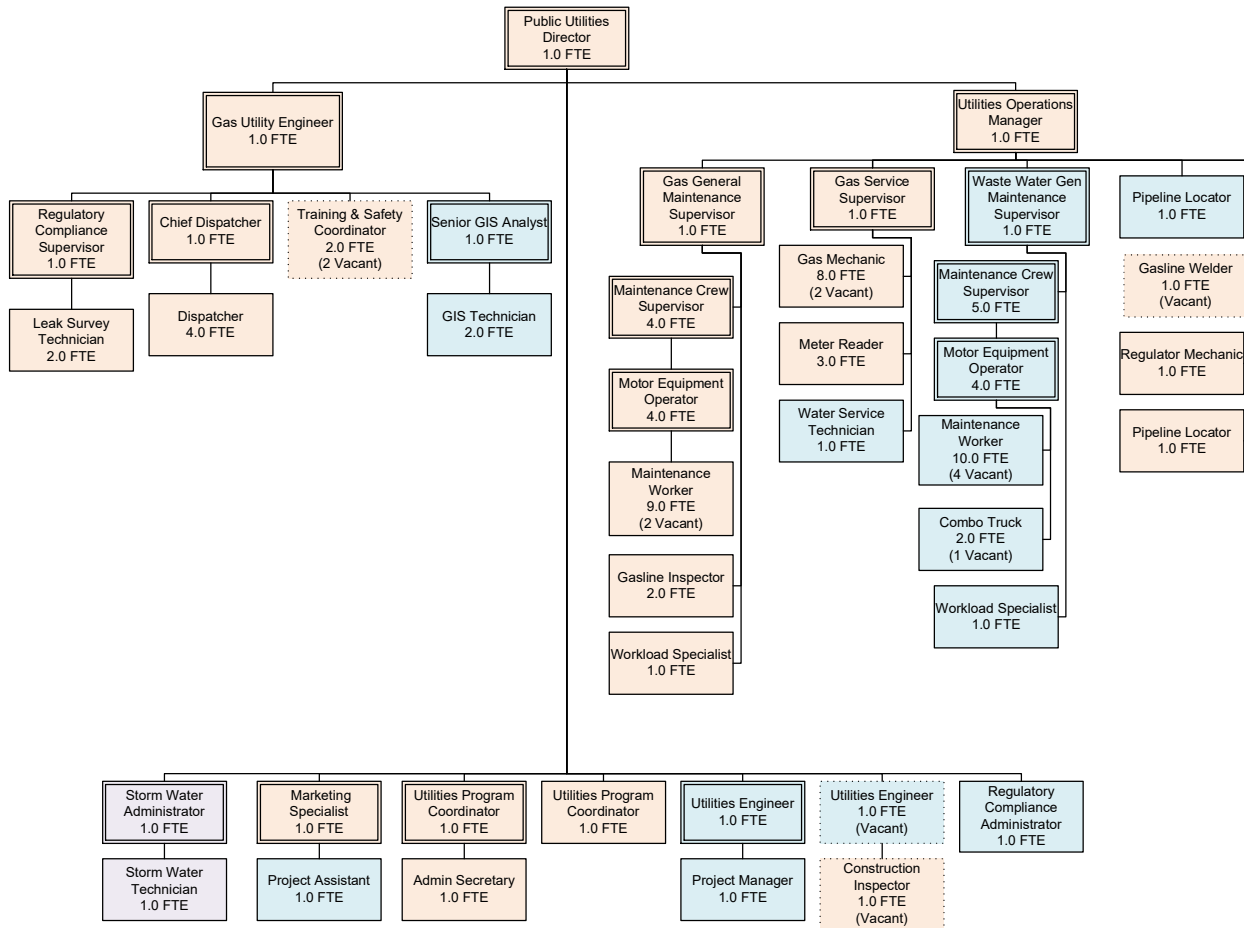 Public Utilities
Director
1.0 FTE
Gas Utility Engineer
1.0 FTE
Utilities Operations
Manager
1.0 FTE
Regulatory
Compliance
Supervisor
1.0 FTE
Chief Dispatcher
1.0 FTE
Training & Safety
Coordinator
2.0 FTE
(2 Vacant)
Senior GIS Analyst
1.0 FTE
Leak Survey
Technician
2.0 FTE
Dispatcher
4.0 FTE
GIS Technician
2.0 FTE
Gas General
Maintenance
Supervisor
1.0 FTE
Maintenance Crew
Supervisor
4.0 FTE
Motor Equipment
Operator
4.0 FTE
Maintenance
Worker
9.0 FTE
(2 Vacant)
Gasline Inspector
2.0 FTE
Workload Specialist
1.0 FTE
Gas Service
Supervisor
1.0 FTE
Gas Mechanic
8.0 FTE
(2 Vacant)
Meter Reader
3.0 FTE
Water Service
Technician
1.0 FTE
Waste Water Gen
Maintenance
Supervisor
1.0 FTE
Maintenance Crew
Supervisor
5.0 FTE
Motor Equipment
Operator
4.0 FTE
Maintenance
Worker
10.0 FTE
(4 Vacant)
Combo Truck
2.0 FTE
(1 Vacant)
Workload Specialist
1.0 FTE
Pipeline Locator
1.0 FTE
Gasline Welder
1.0 FTE
(Vacant)
Regulator Mechanic
1.0 FTE
Pipeline Locator
1.0 FTE
Storm Water
Administrator
1.0 FTE
Marketing
Specialist
1.0 FTE
Utilities Program
Coordinator
1.0 FTE
Utilities Program
Coordinator
1.0 FTE
Utilities Engineer
1.0 FTE
Utilities Engineer
1.0 FTE
(Vacant)
Regulatory
Compliance
Administrator
1.0 FTE
Storm Water
Technician
1.0 FTE
Project Assistant
1.0 FTE
Admin Secretary
1.0 FTE
Project Manager
1.0 FTE
Construction
Inspector
1.0 FTE
(Vacant)